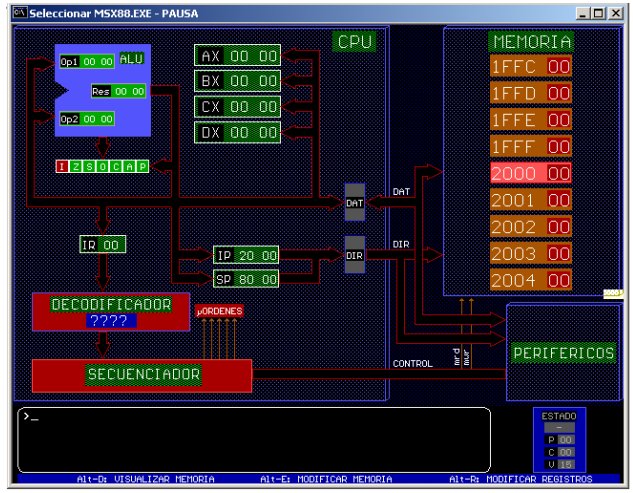 Seleccionar MSX88.EXE - PAUSA
CPU
MEMORIA
Op1 00 00
ALU
Res 00 00
Op2 00 00
AX 00 00
BX 00 00
CX 00 00
DX 00 00
I Z S O C A P
1FFC 00
1FFD 00
1FFE 00
1FFF 00
2000 00
2001 00
2002 00
2003 00
2004 00
DAT
DAT
DIR
DIR
IR 00
IP 20 00
SP 80 00
DECODIFICADOR
????
µORDENES
SECUENCIADOR
CONTROL
mrd
mwr
PERIFERICOS
>_
ESTADO
-
P 00
C 00
V 15
Alt-D: VISUALIZAR MEMORIA
Alt-E: MODIFICAR MEMORIA
Alt-R: MODIFICAR REGISTROS